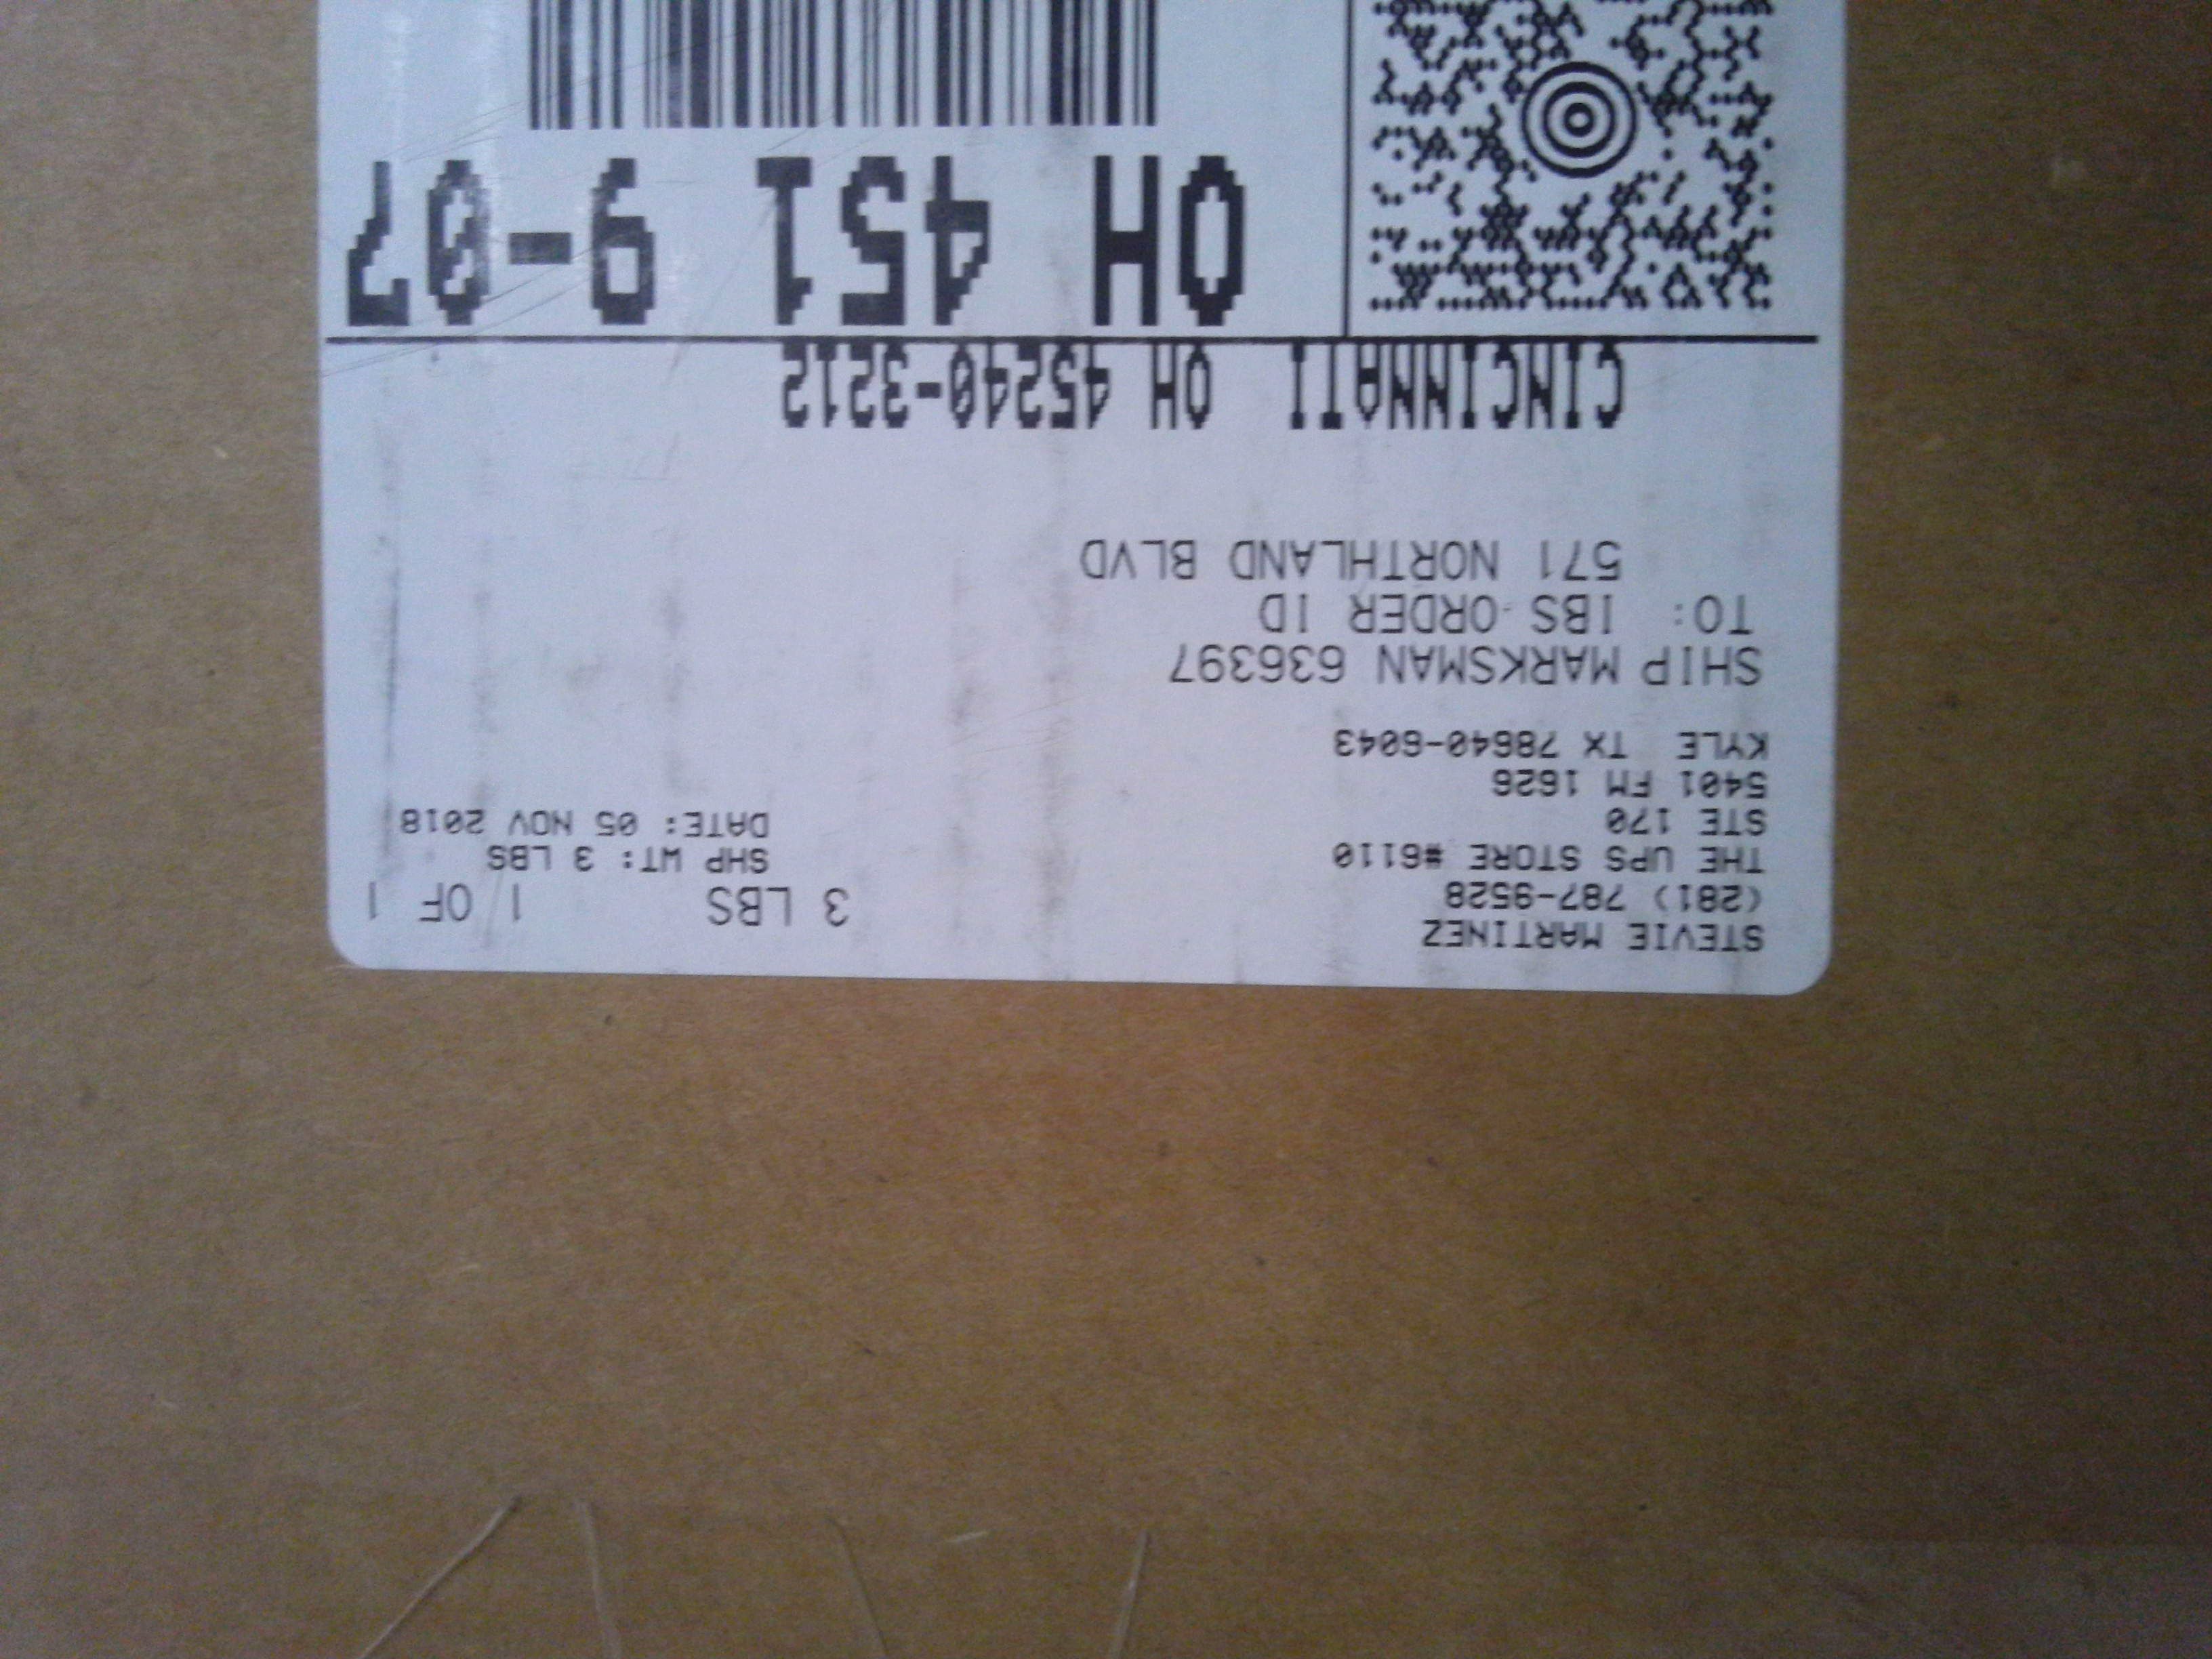 STEVIE MARTINEZ
(281) 787-9528
THE UPS STORE #6110
STE 170
5401 FM 1626
KYLE TX 78640-6043
3 LBS 1 OF 1
SHP WT: 3 LBS
DATE: 05 NOV 2018
SHIP MARKSMAN 636397
TO: IBS ORDER ID
571 NORTHLAND BLVD
CINCINNATI OH 45240-3212
OH 451 9-07